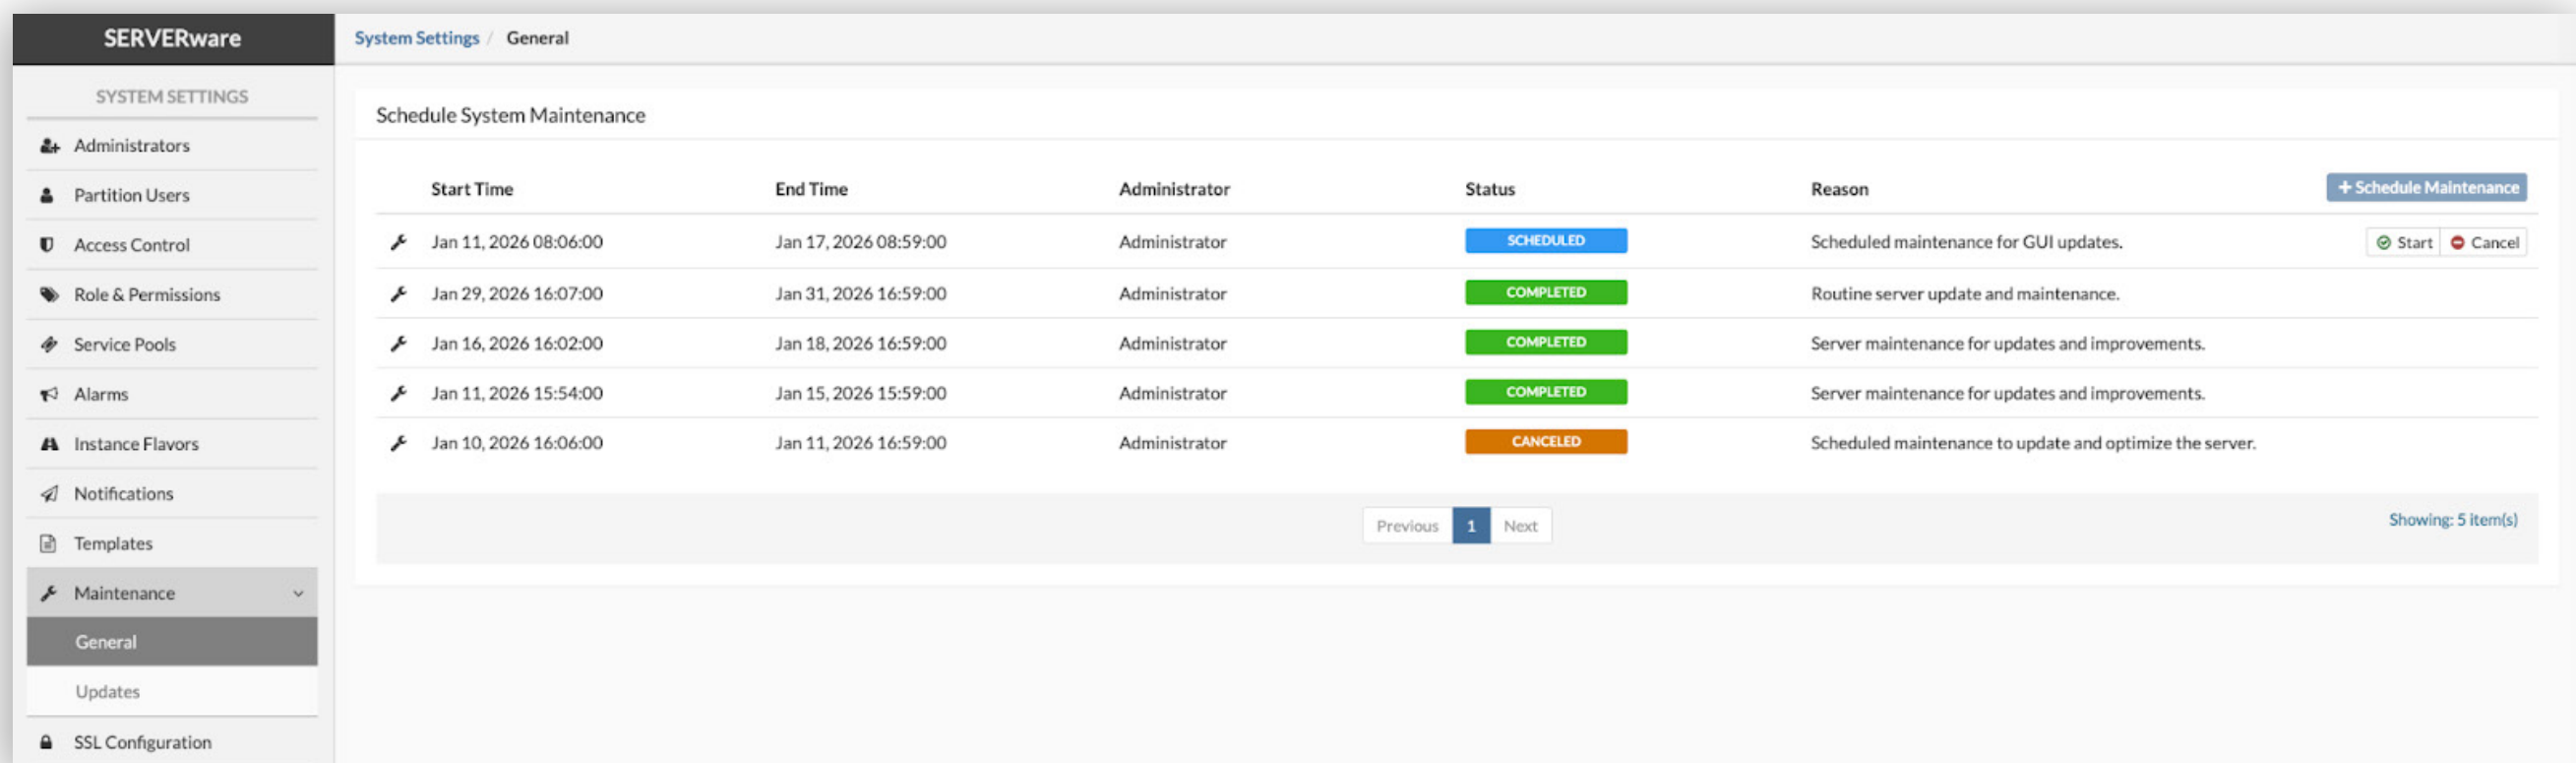 SERVERware
System Settings / General
SYSTEM SETTINGS
Administrators
Partition Users
Access Control
Role & Permissions
Service Pools
Alarms
Instance Flavors
Notifications
Templates
Maintenance
General
Updates
SSL Configuration
Schedule System Maintenance
Start Time End Time Administrator Status Reason + Schedule Maintenance
Jan 11, 2026 08:06:00 Jan 17, 2026 08:59:00 Administrator SCHEDULED Scheduled maintenance for GUI updates. Start Cancel
Jan 29, 2026 16:07:00 Jan 31, 2026 16:59:00 Administrator COMPLETED Routine server update and maintenance.
Jan 16, 2026 16:02:00 Jan 18, 2026 16:59:00 Administrator COMPLETED Server maintenance for updates and improvements.
Jan 11, 2026 15:54:00 Jan 15, 2026 15:59:00 Administrator COMPLETED Server maintenance for updates and improvements.
Jan 10, 2026 16:06:00 Jan 11, 2026 16:59:00 Administrator CANCELED Scheduled maintenance to update and optimize the server.
Previous 1 Next
Showing: 5 item(s)